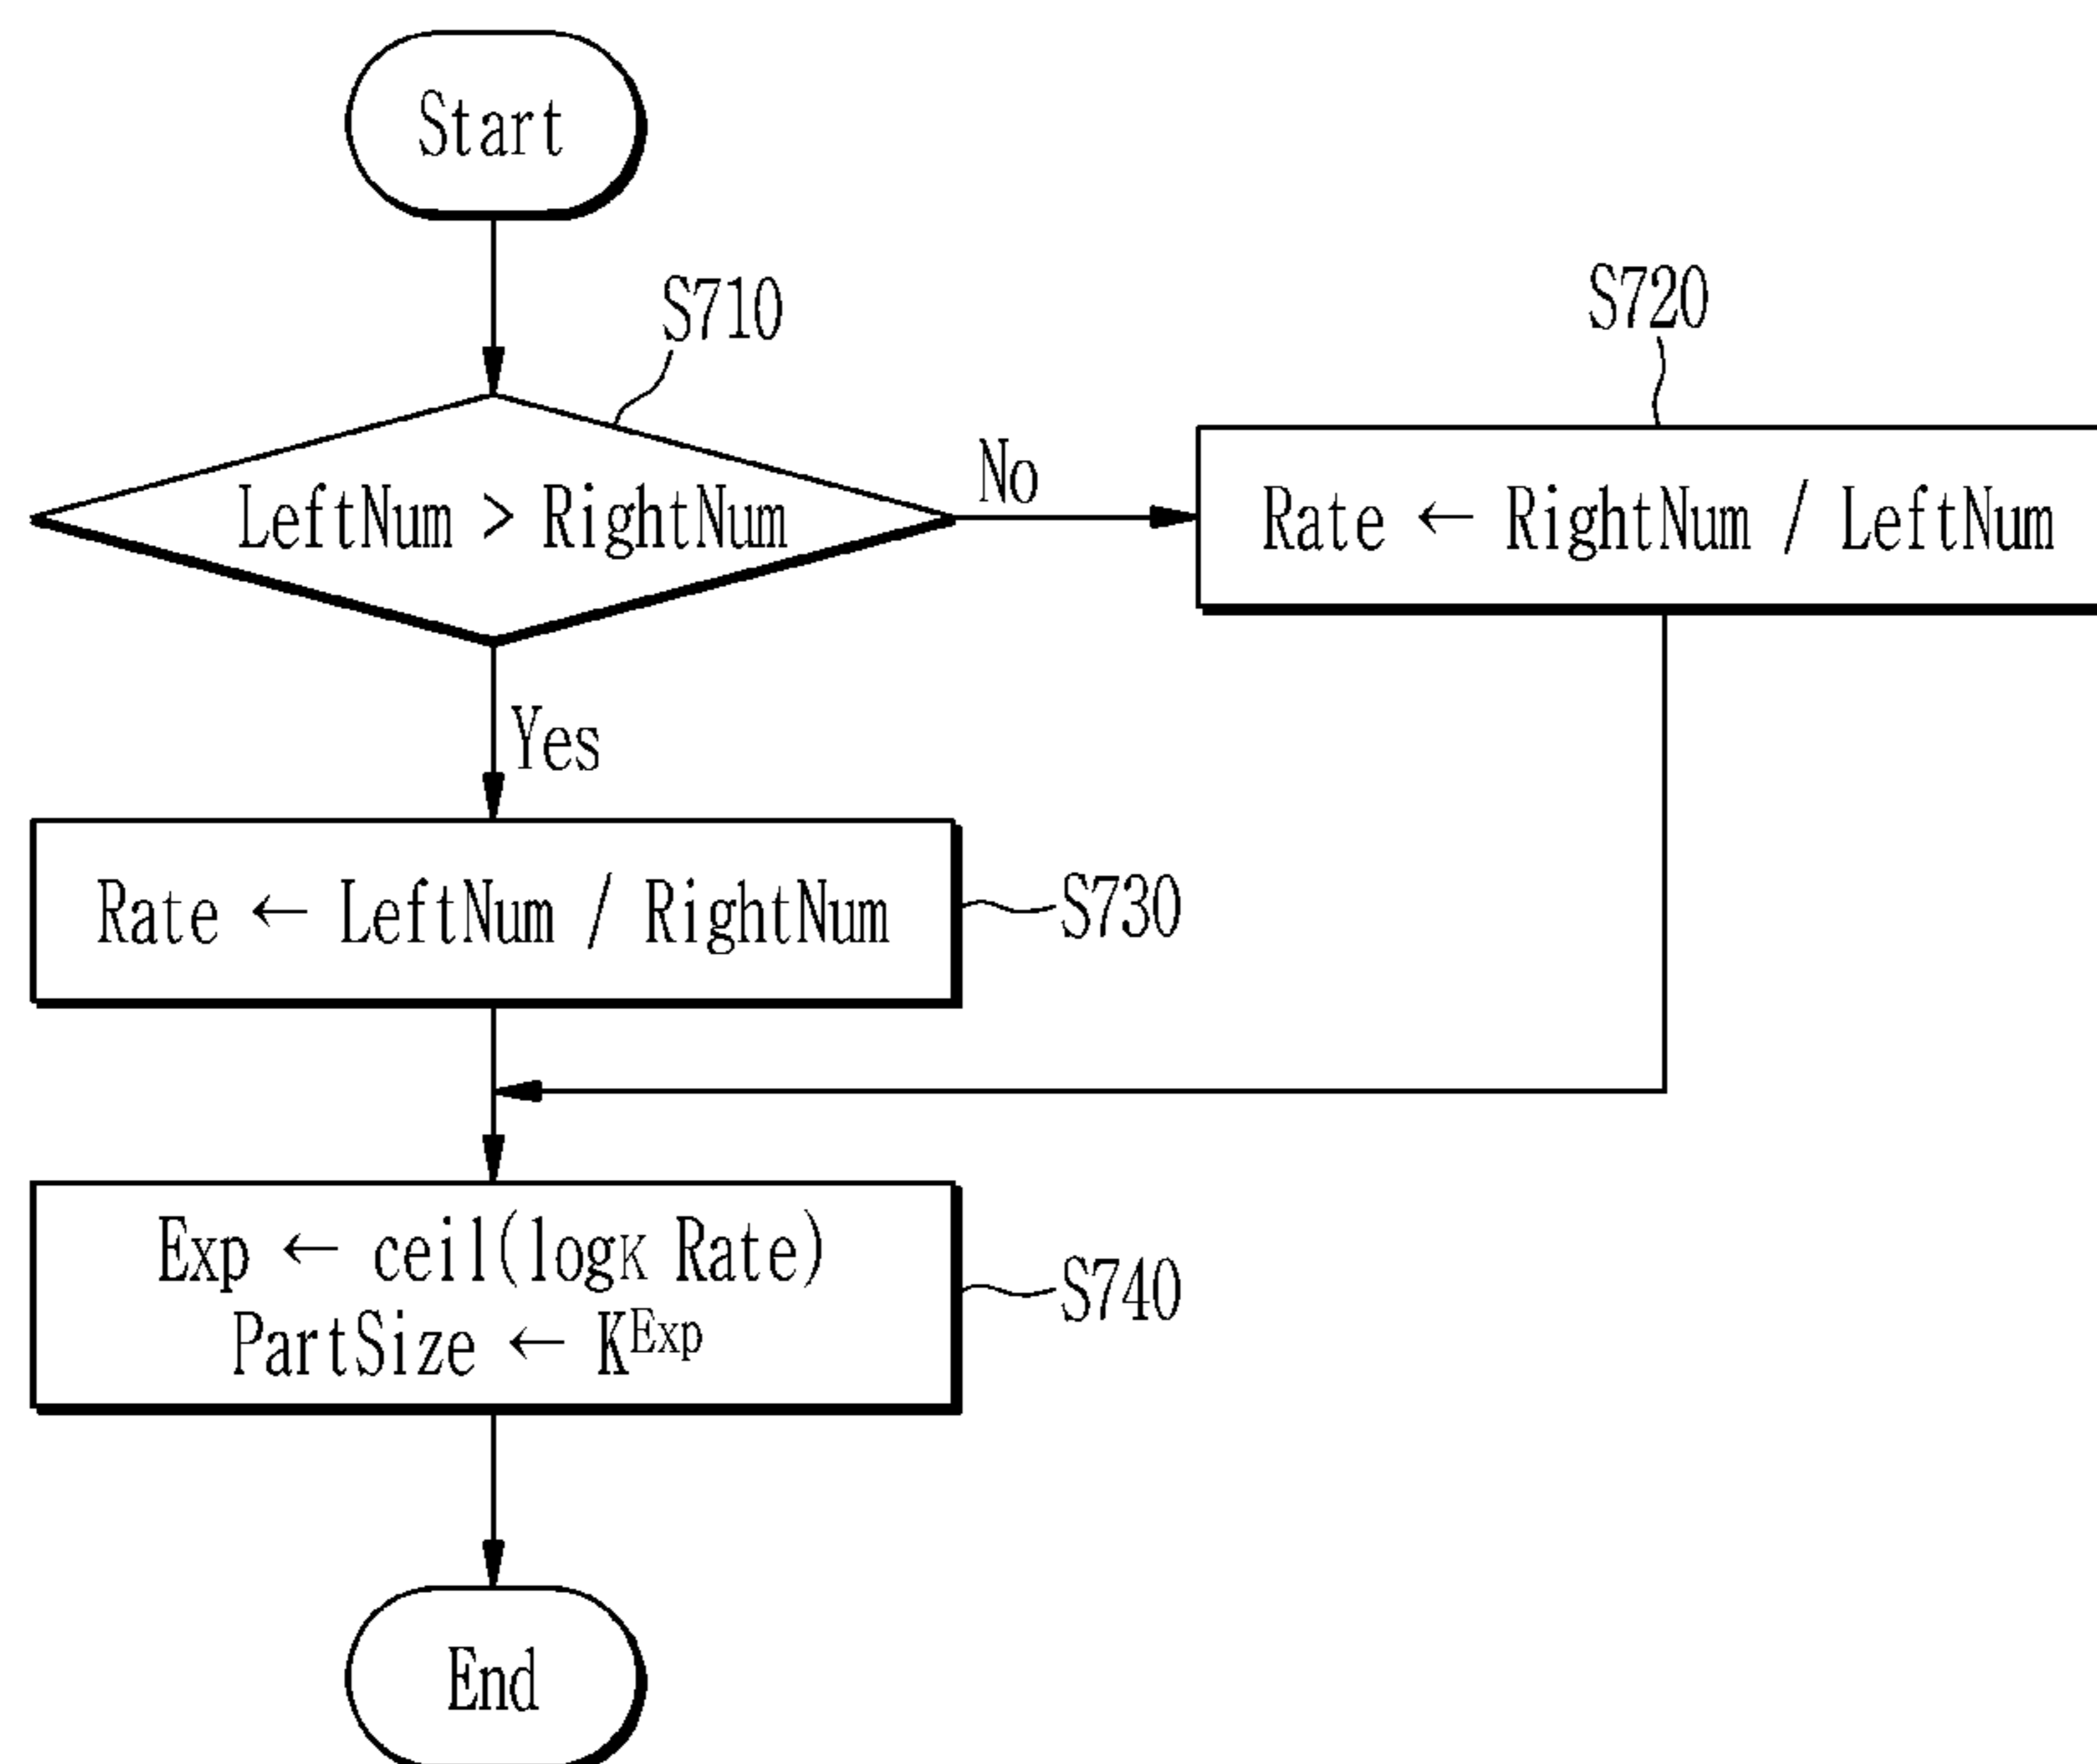 Start
S710
S720
LeftNum > RightNum
No
Rate ← RightNum / LeftNum
Yes
Rate ← LeftNum / RightNum
S730
Exp ← ceil(logK Rate)
PartSize ← K^Exp
S740
End